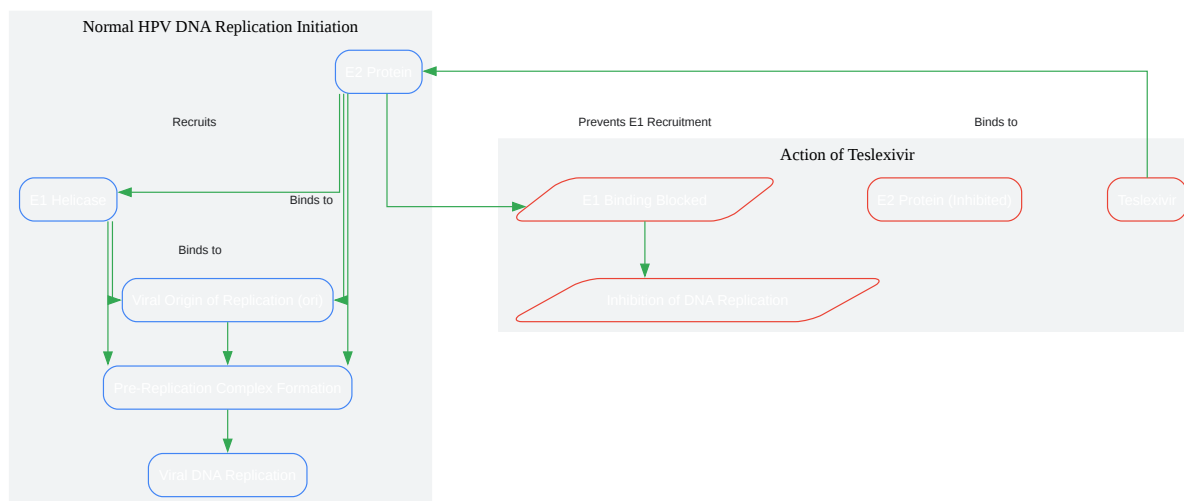 Normal HPV DNA Replication Initiation
E2 Protein
Recruits
Prevents E1 Recruitment
Binds to
Action of Teslexivir
E1 Helicase
Binds to
E1 Binding Blocked
E2 Protein (Inhibited)
Teslexivir
Binds to
Viral Origin of Replication (ori)
Inhibition of DNA Replication
Pre-Replication Complex Formation
Viral DNA Replication